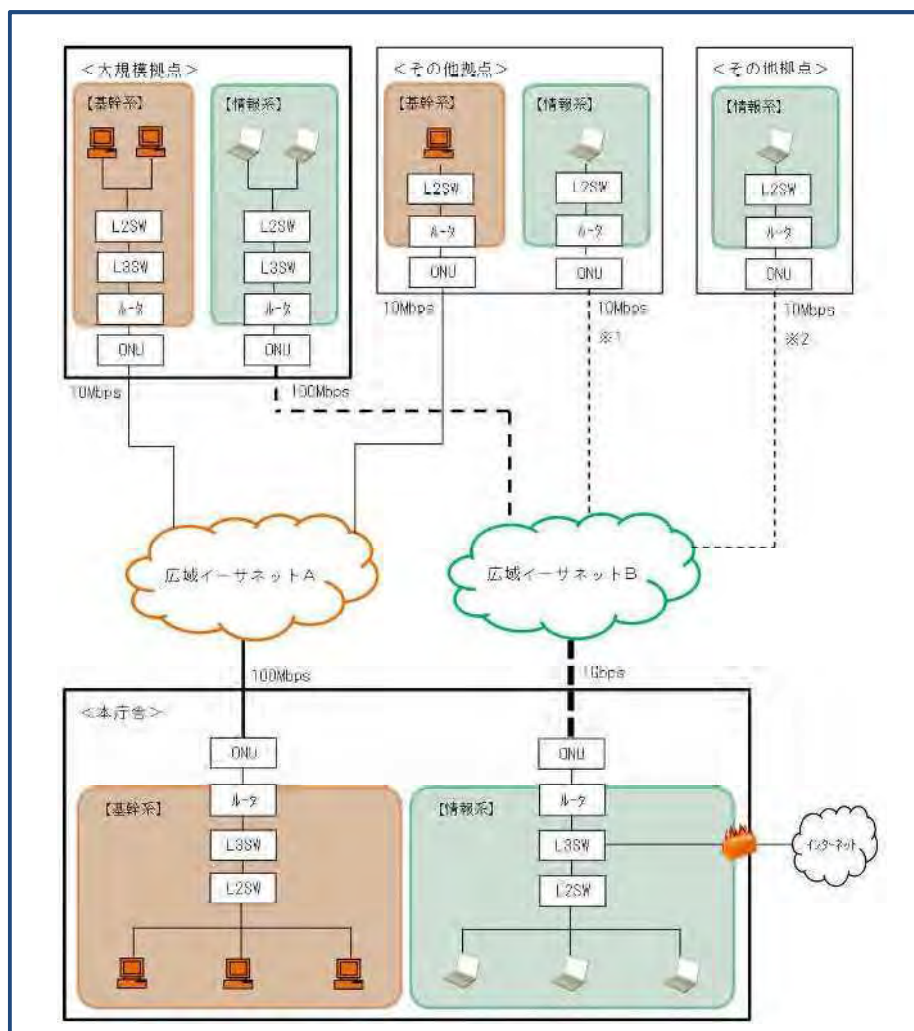 ＜大規模拠点＞
【基幹系】
【情報系】
L2SW
L2SW
L3SW
L3SW
ﾙｰﾀ
ﾙｰﾀ
ONU
ONU
10Mbps
100Mbps
＜その他拠点＞
【基幹系】
【情報系】
L2SW
L2SW
ﾙｰﾀ
ﾙｰﾀ
ONU
ONU
10Mbps
10Mbps
※1
＜その他拠点＞
【情報系】
L2SW
ﾙｰﾀ
ONU
10Mbps
※2
広域イーサネットA
広域イーサネットB
100Mbps
1Gbps
＜本庁舎＞
ONU
ONU
【基幹系】
ﾙｰﾀ
L3SW
L2SW
【情報系】
ﾙｰﾀ
L3SW
L2SW
インターネット